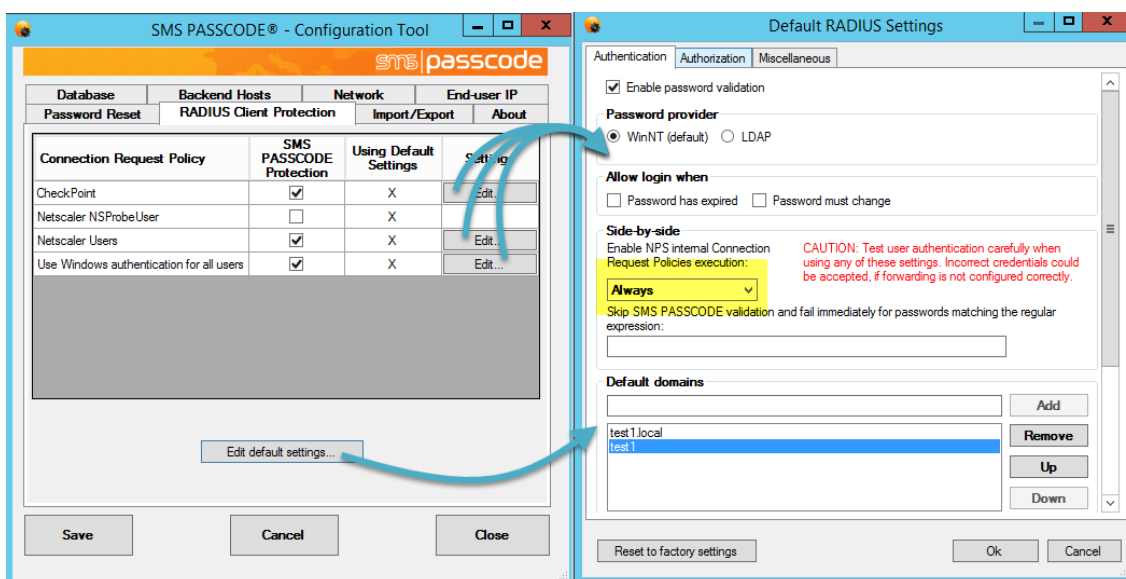 SMS PASSCODE® - Configuration Tool
sms|passcode
Database Backend Hosts Network End-user IP
Password Reset RADIUS Client Protection Import/Export About
Connection Request Policy SMS PASSCODE Protection Using Default Settings Settings
CheckPoint X Edit...
Netscaler NSProbeUser X
Netscaler Users X Edit...
Use Windows authentication for all users X Edit...
Edit default settings...
Save Cancel Close
Default RADIUS Settings
Authentication Authorization Miscellaneous
Enable password validation
Password provider
WinNT (default) LDAP
Allow login when
Password has expired Password must change
Side-by-side
Enable NPS internal Connection
Request Policies execution:
CAUTION: Test user authentication carefully when
using any of these settings. Incorrect credentials could
be accepted, if forwarding is not configured correctly.
Always
Skip SMS PASSCODE validation and fail immediately for passwords matching the regular
expression:
Default domains
Add
test1.local
test1
Remove
Up
Down
Reset to factory settings Ok Cancel